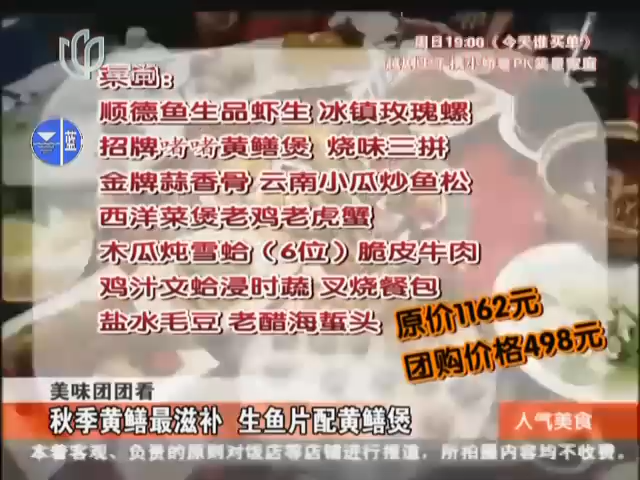 周日19:00《今天谁买单》
菜单：
顺德鱼生品虾生 冰镇玫瑰螺
蓝
招牌啫啫黄鳝煲 烧味三拼
金牌蒜香骨 云南小瓜炒鱼松
西洋菜煲老鸡老虎蟹
木瓜炖雪蛤（6位）脆皮牛肉
鸡汁文蛤浸时蔬 叉烧餐包
盐水毛豆 老醋海蜇头
原价1162元
团购价格498元
美味团团看
秋季黄鳝最滋补 生鱼片配黄鳝煲
人气美食
本着客观、负责的原则对饭店等店铺进行报道，所拍摄内容均不收费。